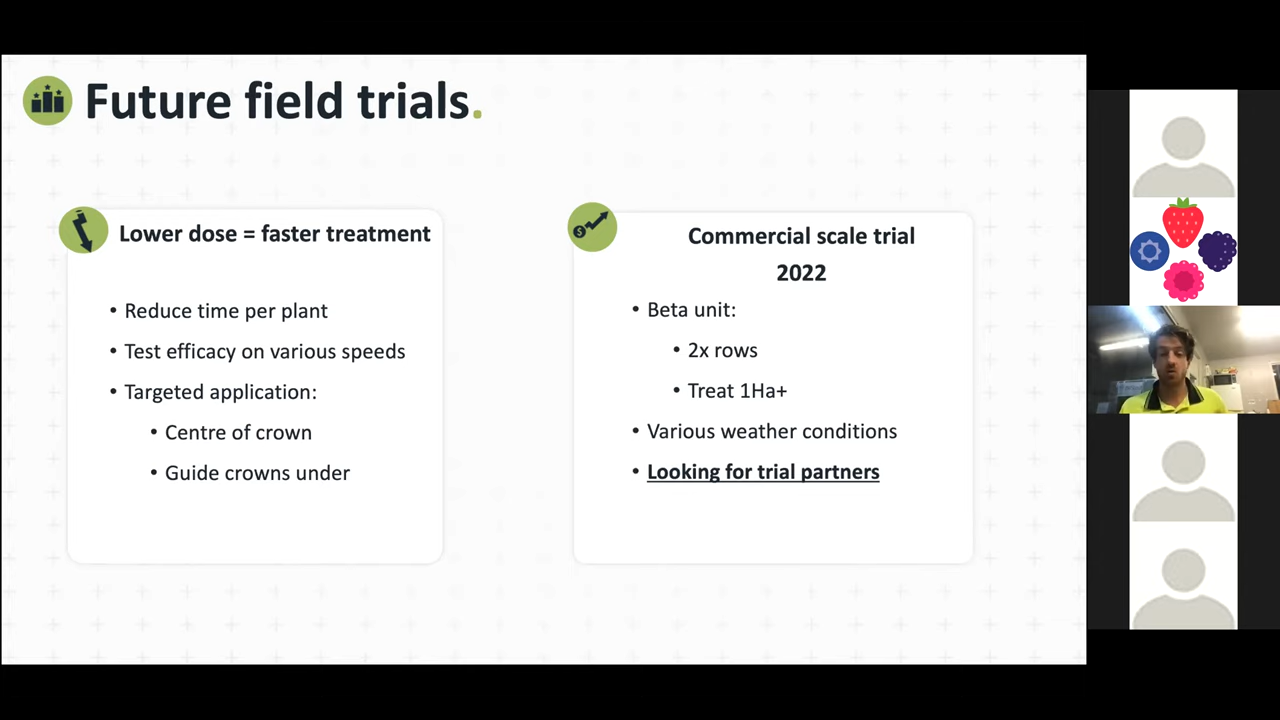 Future field trials.
Lower dose = faster treatment
• Reduce time per plant
• Test efficacy on various speeds
• Targeted application:
• Centre of crown
• Guide crowns under
Commercial scale trial
2022
• Beta unit:
• 2x rows
• Treat 1Ha+
• Various weather conditions
• Looking for trial partners